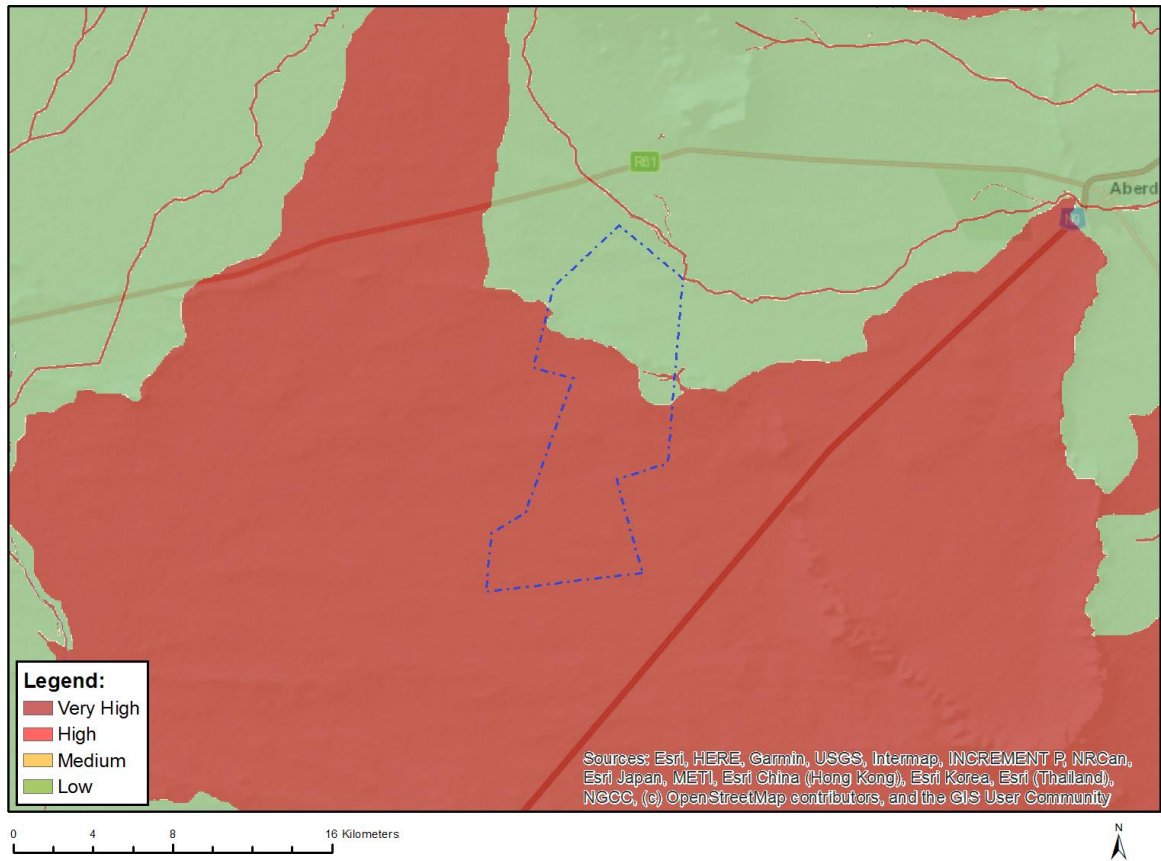 R61
Aberd
N9
Legend:
Very High
High
Medium
Low
Sources: Esri, HERE, Garmin, USGS, Intermap, INCREMENT P, NRCan,
Esri Japan, METI, Esri China (Hong Kong), Esri Korea, Esri (Thailand),
NGCC, (c) OpenStreetMap contributors, and the GIS User Community
0 4 8 16 Kilometers
N